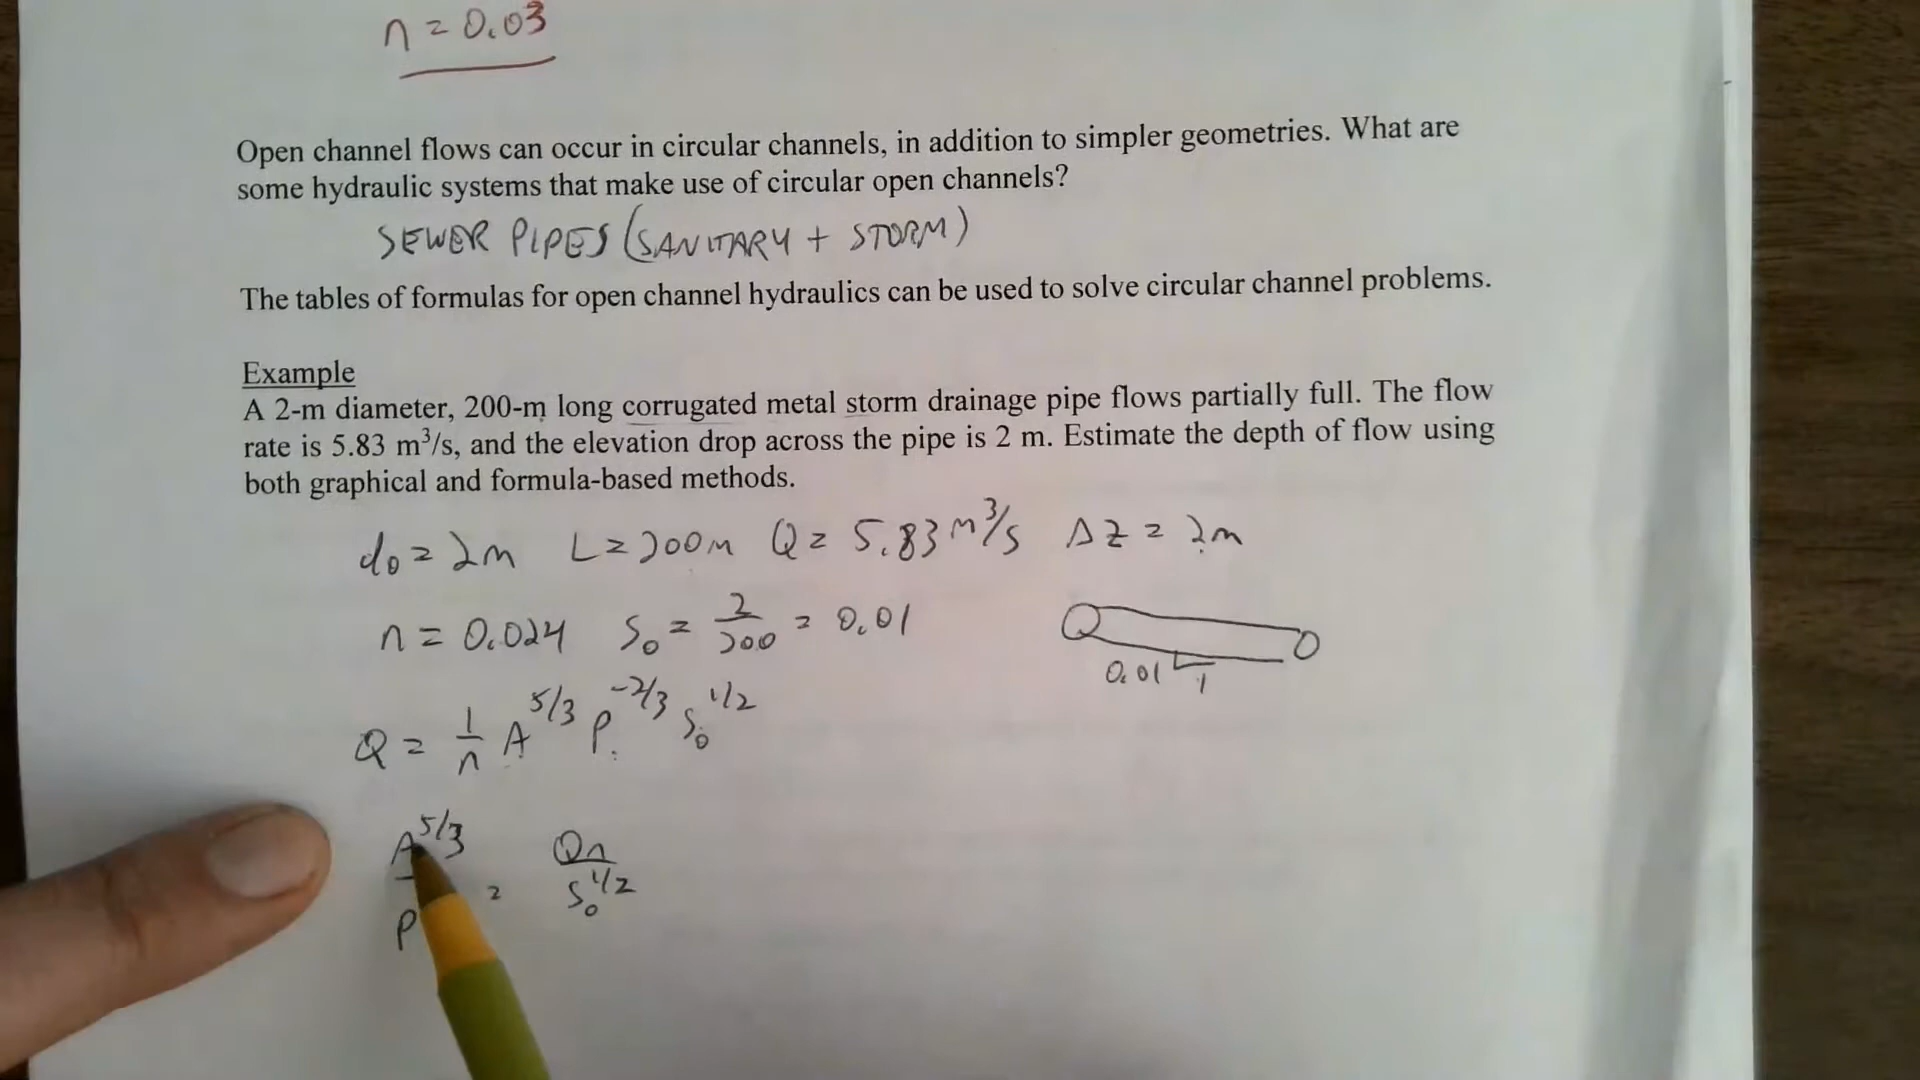 n = 0.03
Open channel flows can occur in circular channels, in addition to simpler geometries. What are
some hydraulic systems that make use of circular open channels?
SEWER PIPES (SANITARY + STORM)
The tables of formulas for open channel hydraulics can be used to solve circular channel problems.
Example
A 2-m diameter, 200-m long corrugated metal storm drainage pipe flows partially full. The flow
rate is 5.83 m³/s, and the elevation drop across the pipe is 2 m. Estimate the depth of flow using
both graphical and formula-based methods.
d₀ = 2m L = 200m Q = 5.83 m³/s ΔZ = 2m
n = 0.024 S₀ = 2/200 = 0.01
0.01 1
Q = 1/n A^5/3 P^-2/3 S₀^1/2
A^5/3 / P = Qn / S₀^1/2